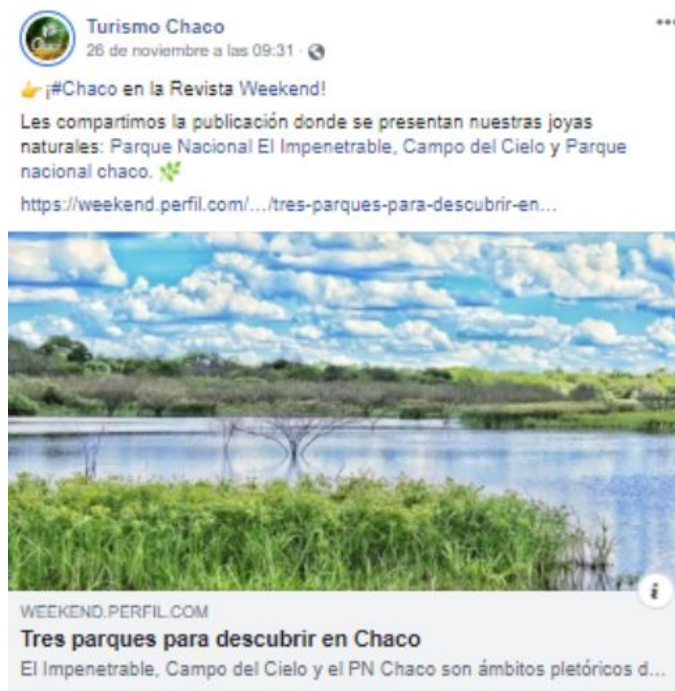 Turismo Chaco
26 de noviembre a las 09:31 ·
¡#Chaco en la Revista Weekend!
Les compartimos la publicación donde se presentan nuestras joyas
naturales: Parque Nacional El Impenetrable, Campo del Cielo y Parque
nacional chaco.
https://weekend.perfil.com/…/tres-parques-para-descubrir-en…
WEEKEND.PERFIL.COM
Tres parques para descubrir en Chaco
El Impenetrable, Campo del Cielo y el PN Chaco son ámbitos pletóricos d...